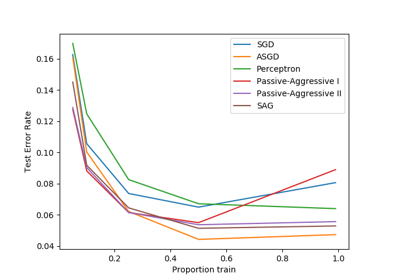 0.16
0.14
0.12
0.10
0.08
0.06
0.04
Test Error Rate
SGD
ASGD
Perceptron
Passive-Aggressive I
Passive-Aggressive II
SAG
0.2
0.4
0.6
0.8
1.0
Proportion train